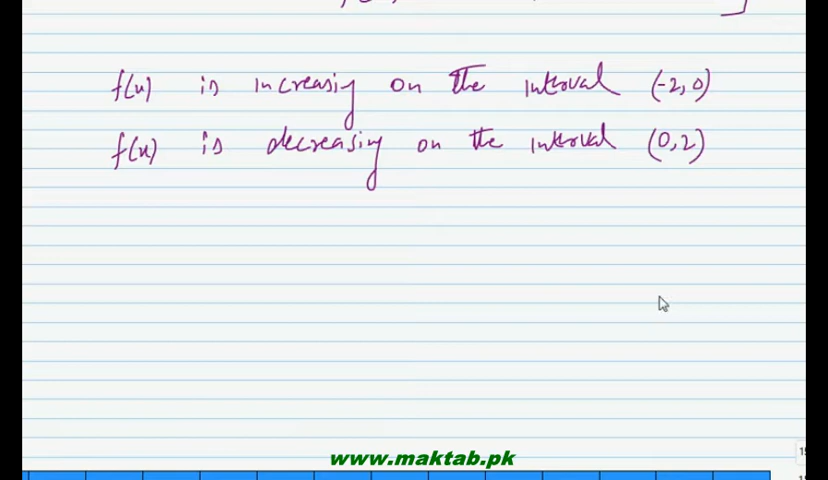 f(x) is increasing on the interval (-2,0)
f(x) is decreasing on the interval (0,2)
www.maktab.pk